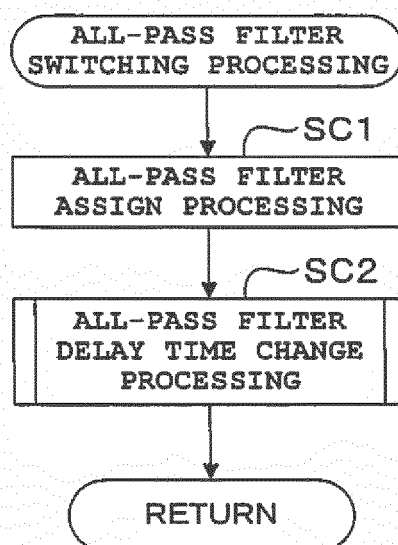 ALL-PASS FILTER
SWITCHING PROCESSING
SC1
ALL-PASS FILTER
ASSIGN PROCESSING
SC2
ALL-PASS FILTER
DELAY TIME CHANGE
PROCESSING
RETURN